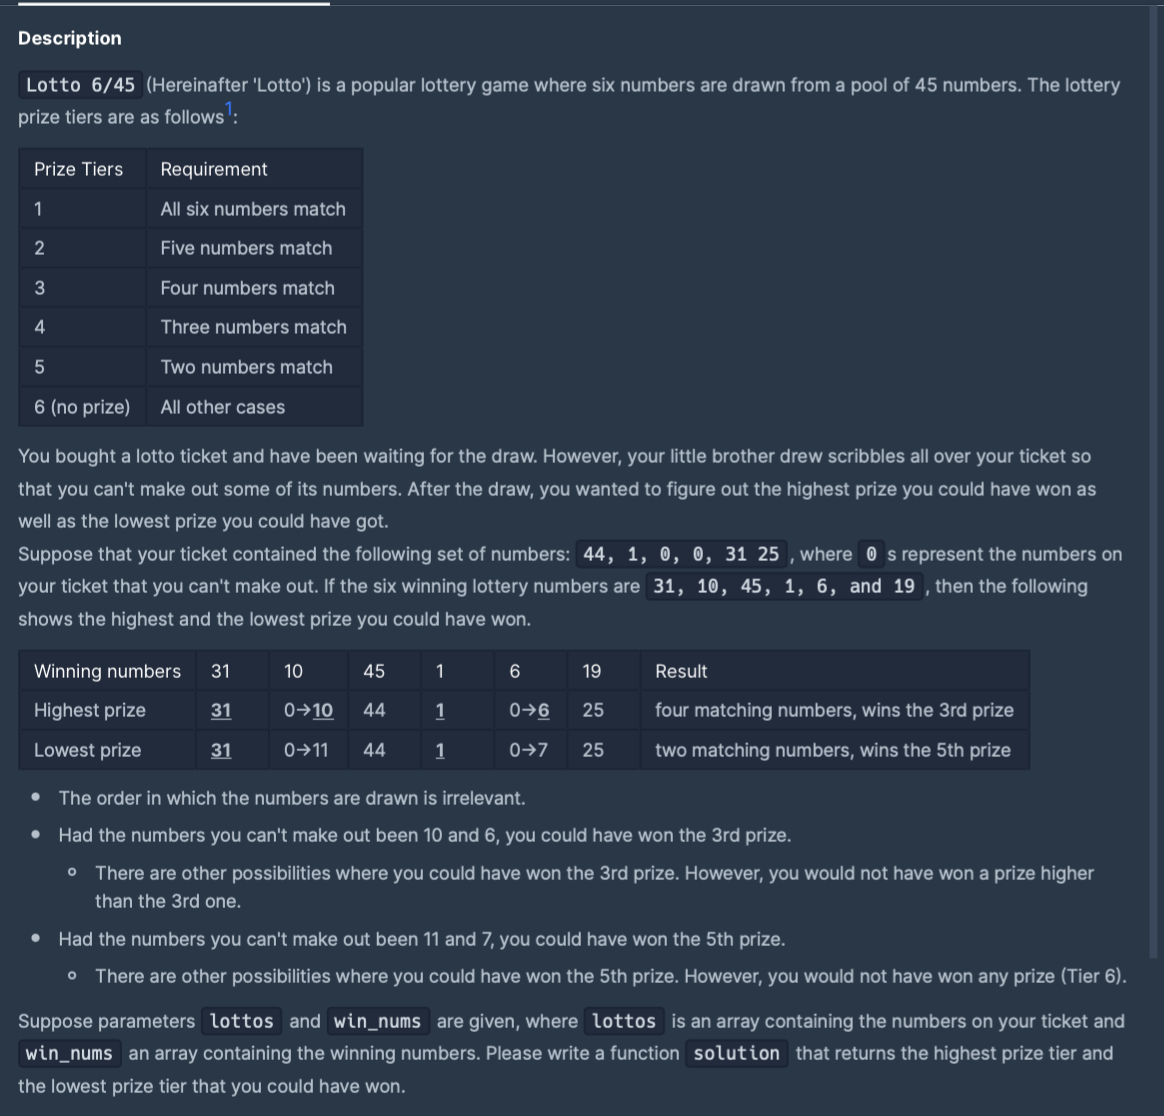 Description
Lotto 6/45 (Hereinafter 'Lotto') is a popular lottery game where six numbers are drawn from a pool of 45 numbers. The lottery
prize tiers are as follows1:
Prize Tiers Requirement
1 All six numbers match
2 Five numbers match
3 Four numbers match
4 Three numbers match
5 Two numbers match
6 (no prize) All other cases
You bought a lotto ticket and have been waiting for the draw. However, your little brother drew scribbles all over your ticket so
that you can't make out some of its numbers. After the draw, you wanted to figure out the highest prize you could have won as
well as the lowest prize you could have got.
Suppose that your ticket contained the following set of numbers: 44, 1, 0, 0, 31 25 , where 0 s represent the numbers on
your ticket that you can't make out. If the six winning lottery numbers are 31, 10, 45, 1, 6, and 19 , then the following
shows the highest and the lowest prize you could have won.
Winning numbers 31 10 45 1 6 19 Result
Highest prize 31 0→10 44 1 0→6 25 four matching numbers, wins the 3rd prize
Lowest prize 31 0→11 44 1 0→7 25 two matching numbers, wins the 5th prize
• The order in which the numbers are drawn is irrelevant.
• Had the numbers you can't make out been 10 and 6, you could have won the 3rd prize.
◦ There are other possibilities where you could have won the 3rd prize. However, you would not have won a prize higher
than the 3rd one.
• Had the numbers you can't make out been 11 and 7, you could have won the 5th prize.
◦ There are other possibilities where you could have won the 5th prize. However, you would not have won any prize (Tier 6).
Suppose parameters lottos and win_nums are given, where lottos is an array containing the numbers on your ticket and
win_nums an array containing the winning numbers. Please write a function solution that returns the highest prize tier and
the lowest prize tier that you could have won.